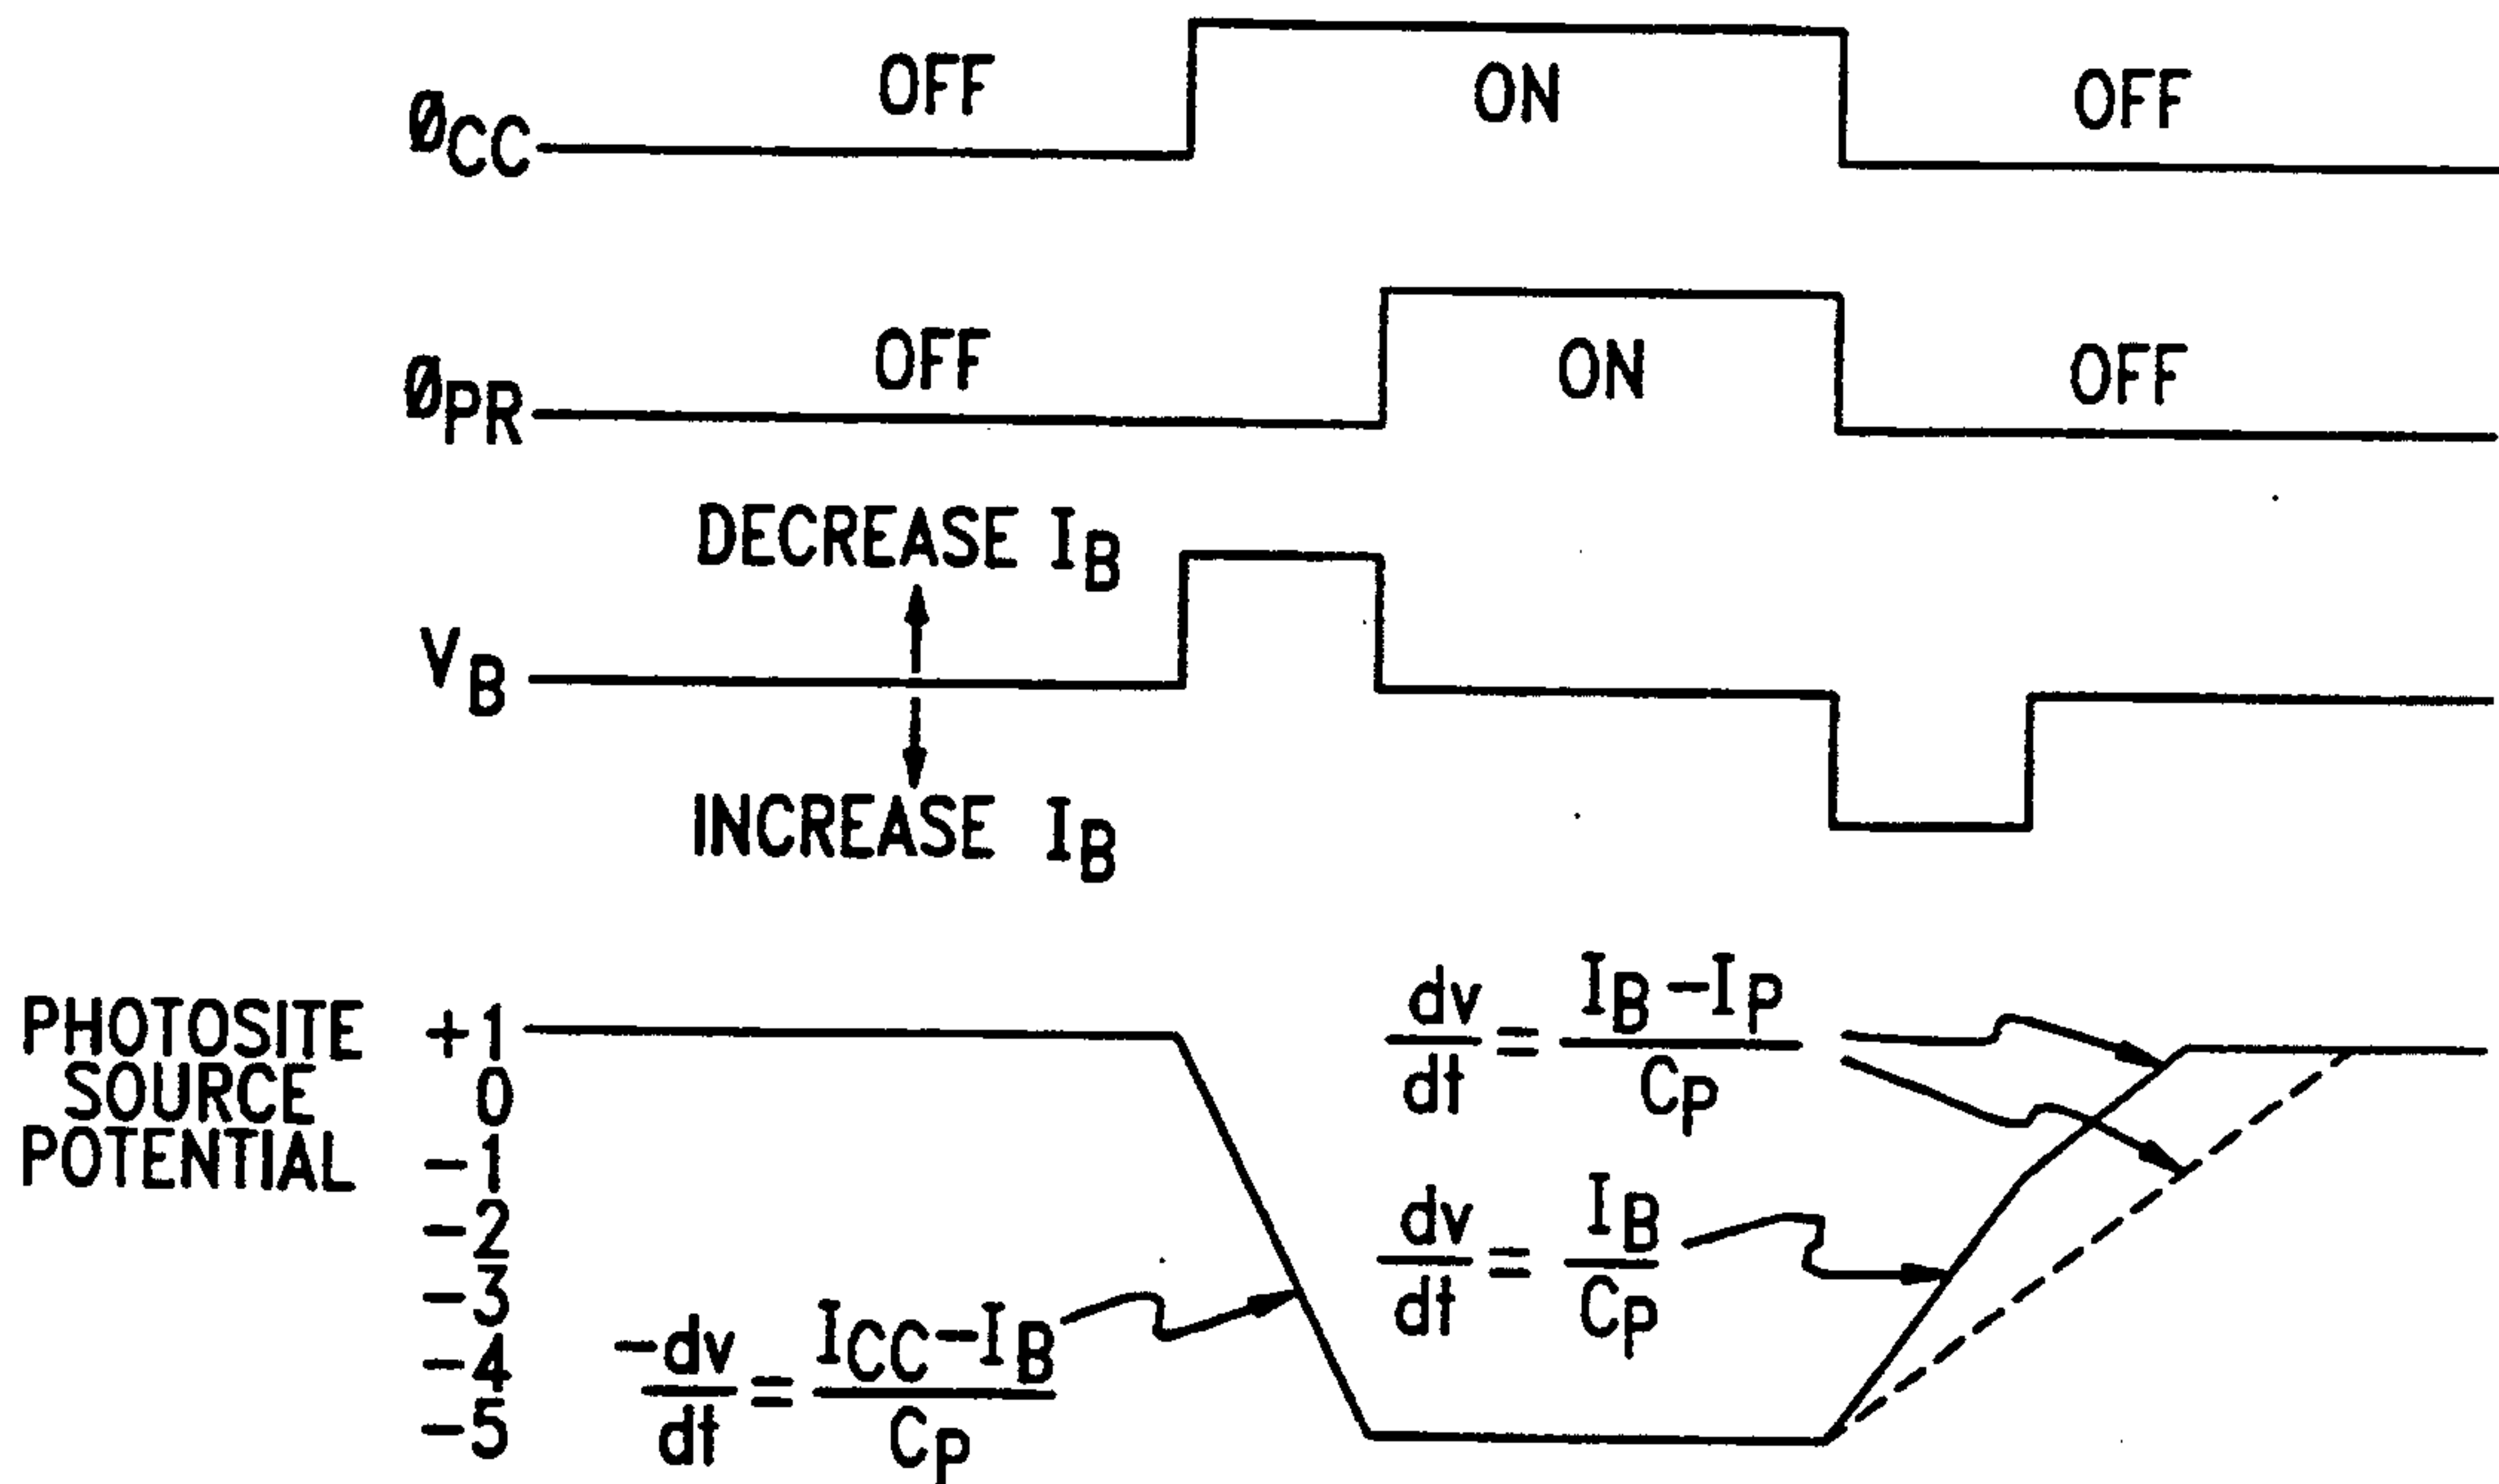 ØCC
OFF
ON
OFF
ØPR
OFF
ON
OFF
DECREASE IB
VB
INCREASE IB
PHOTOSITE
SOURCE
POTENTIAL
+1
0
-1
-2
-3
-4
-5
-dv/dt = ICC-IB/CP
dv/dt = IB-IP/CP
dv/dt = IB/CP